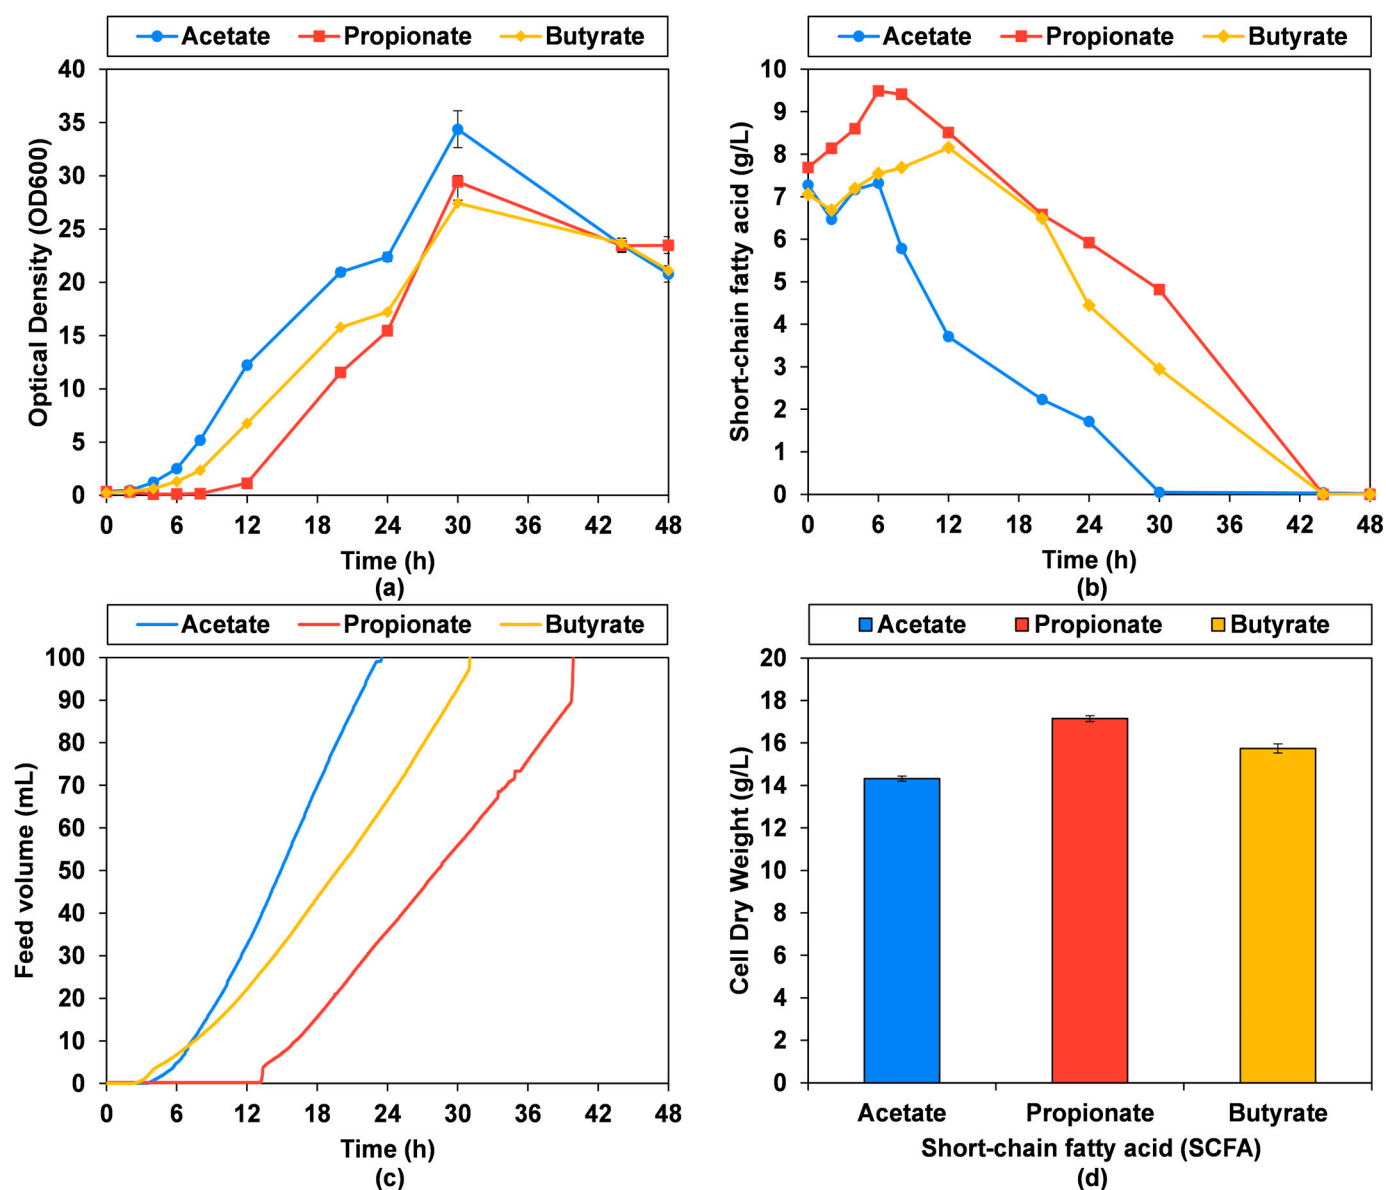 Acetate Propionate Butyrate
40
35
30
25
20
15
10
5
0
Optical Density (OD600)
0 6 12 18 24 30 36 42 48
Time (h)
(a)
Acetate Propionate Butyrate
10
9
8
7
6
5
4
3
2
1
0
Short-chain fatty acid (g/L)
0 6 12 18 24 30 36 42 48
Time (h)
(b)
Acetate Propionate Butyrate
100
90
80
70
60
50
40
30
20
10
0
Feed volume (mL)
0 6 12 18 24 30 36 42 48
Time (h)
(c)
Acetate Propionate Butyrate
20
18
16
14
12
10
8
6
4
2
0
Cell Dry Weight (g/L)
Acetate Propionate Butyrate
Short-chain fatty acid (SCFA)
(d)